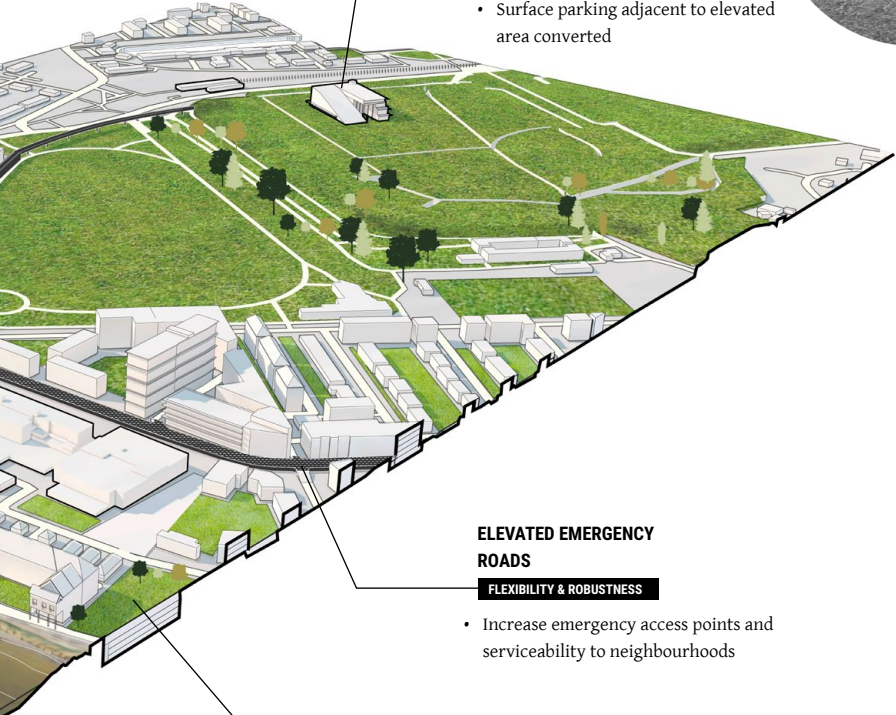 • Surface parking adjacent to elevated
area converted
ELEVATED EMERGENCY
ROADS
FLEXIBILITY & ROBUSTNESS
• Increase emergency access points and
serviceability to neighbourhoods